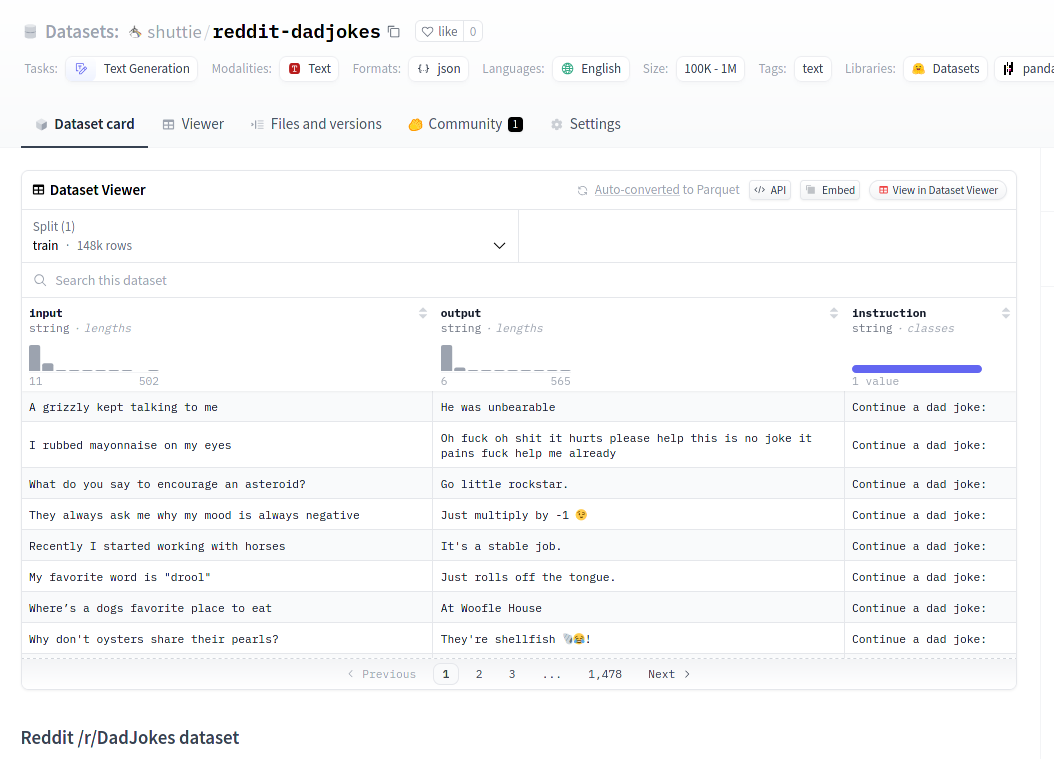 Datasets: shuttie/reddit-dadjokes like 0
Tasks: Text Generation Modalities: Text Formats: json Languages: English Size: 100K - 1M Tags: text Libraries: Datasets panda
Dataset card Viewer Files and versions Community 1 Settings
Dataset Viewer Auto-converted to Parquet API Embed View in Dataset Viewer
Split (1)
train · 148k rows
Search this dataset
input output instruction
string · lengths string · lengths string · classes
11 502 6 565 1 value
A grizzly kept talking to me He was unbearable Continue a dad joke:
I rubbed mayonnaise on my eyes Oh fuck oh shit it hurts please help this is no joke it
pains fuck help me already Continue a dad joke:
What do you say to encourage an asteroid? Go little rockstar. Continue a dad joke:
They always ask me why my mood is always negative Just multiply by -1 😉 Continue a dad joke:
Recently I started working with horses It's a stable job. Continue a dad joke:
My favorite word is "drool" Just rolls off the tongue. Continue a dad joke:
Where’s a dogs favorite place to eat At Woofle House Continue a dad joke:
Why don't oysters share their pearls? They're shellfish 🦪😂! Continue a dad joke:
< Previous 1 2 3 ... 1,478 Next >
Reddit /r/DadJokes dataset